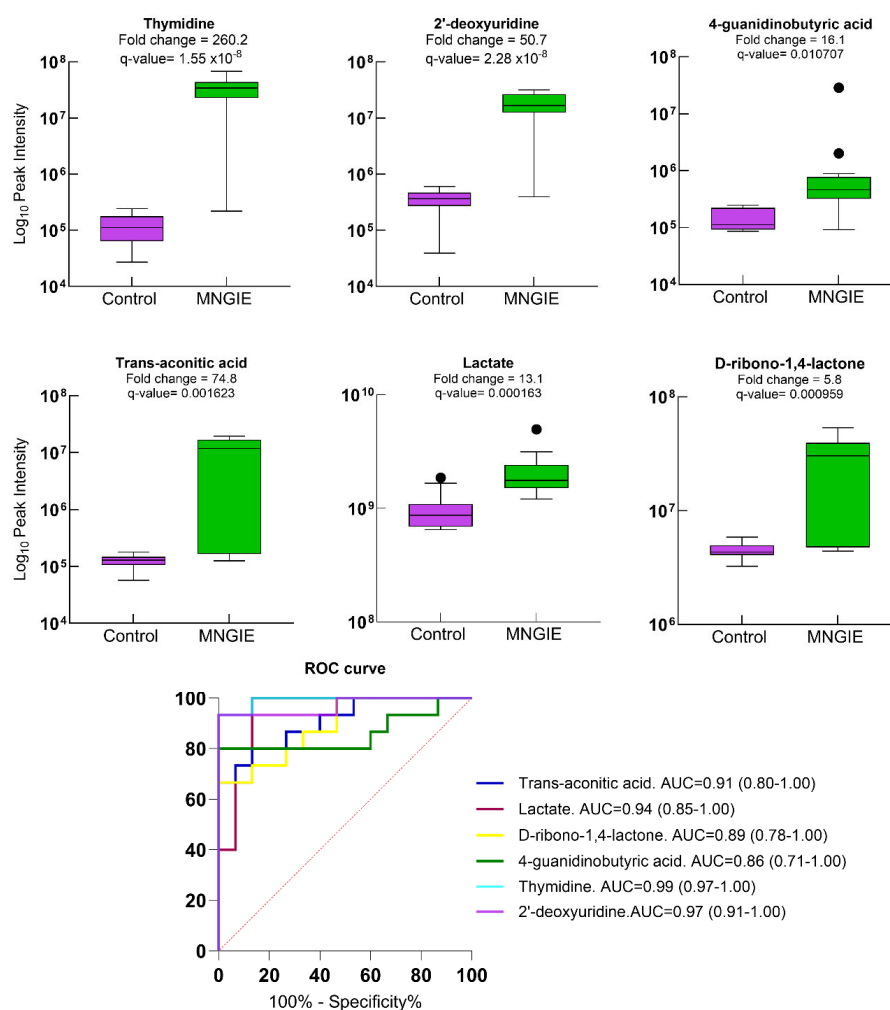 Thymidine
Fold change = 260.2
q-value= 1.55 x10⁻⁸
10⁸
10⁷
10⁶
10⁵
10⁴
Log₁₀ Peak Intensity
Control
MNGIE
2'-deoxyuridine
Fold change = 50.7
q-value= 2.28 x10⁻⁸
10⁸
10⁷
10⁶
10⁵
10⁴
Control
MNGIE
4-guanidinobutyric acid
Fold change = 16.1
q-value= 0.010707
10⁸
10⁷
10⁶
10⁵
10⁴
Control
MNGIE
Trans-aconitic acid
Fold change = 74.8
q-value= 0.001623
10⁸
10⁷
10⁶
10⁵
10⁴
Log₁₀ Peak Intensity
Control
MNGIE
Lactate
Fold change = 13.1
q-value= 0.000163
10¹⁰
10⁹
10⁸
Control
MNGIE
D-ribono-1,4-lactone
Fold change = 5.8
q-value= 0.000959
10⁸
10⁷
10⁶
Control
MNGIE
ROC curve
100
80
60
40
20
0
0 20 40 60 80 100
100% - Specificity%
Trans-aconitic acid. AUC=0.91 (0.80-1.00)
Lactate. AUC=0.94 (0.85-1.00)
D-ribono-1,4-lactone. AUC=0.89 (0.78-1.00)
4-guanidinobutyric acid. AUC=0.86 (0.71-1.00)
Thymidine. AUC=0.99 (0.97-1.00)
2'-deoxyuridine.AUC=0.97 (0.91-1.00)